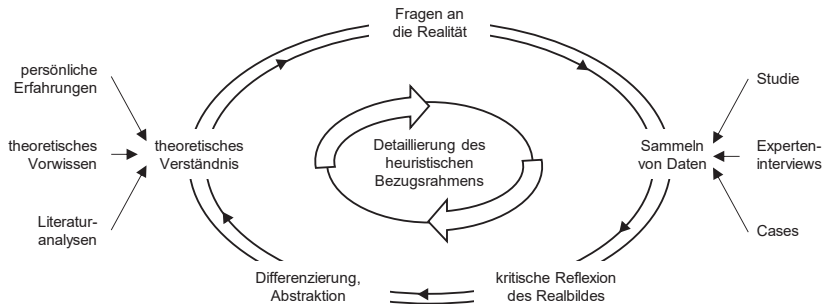 Fragen an
die Realität
persönliche
Erfahrungen
theoretisches
Vorwissen
Literatur-
analysen
theoretisches
Verständnis
Detaillierung des
heuristischen
Bezugsrahmens
Sammeln
von Daten
Studie
Experten-
interviews
Cases
Differenzierung,
Abstraktion
kritische Reflexion
des Realbildes